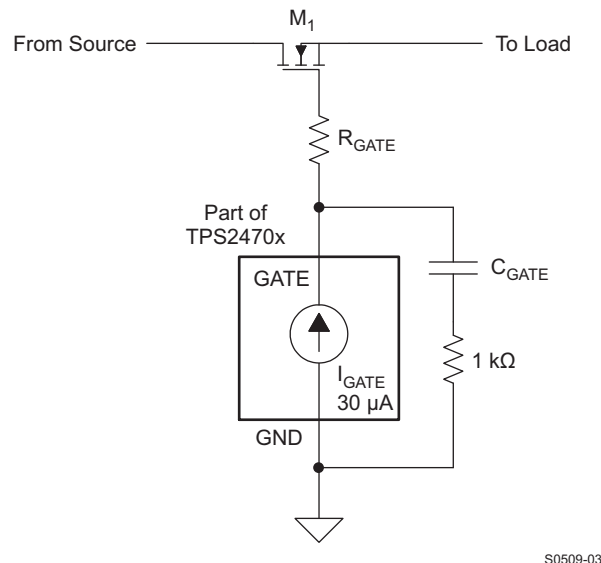 M1
From Source
To Load
RGATE
Part of
TPS2470x
GATE
CGATE
IGATE
30 µA
1 kΩ
GND
S0509-03